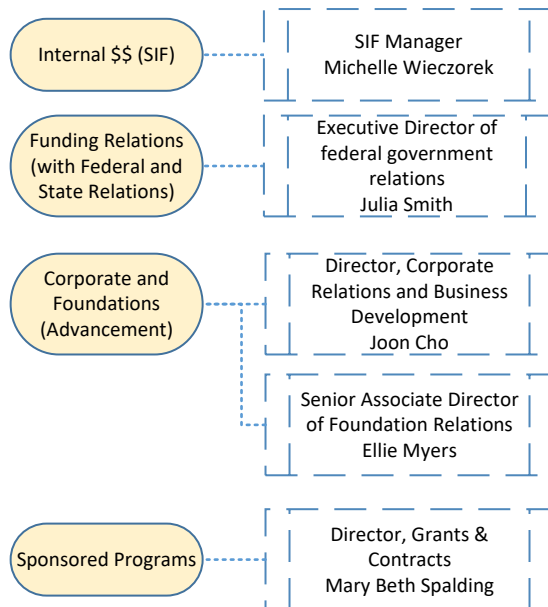 Internal $$ (SIF)
SIF Manager
Michelle Wieczorek
Funding Relations
(with Federal and
State Relations)
Executive Director of
federal government
relations
Julia Smith
Corporate and
Foundations
(Advancement)
Director, Corporate
Relations and Business
Development
Joon Cho
Senior Associate Director
of Foundation Relations
Ellie Myers
Sponsored Programs
Director, Grants &
Contracts
Mary Beth Spalding